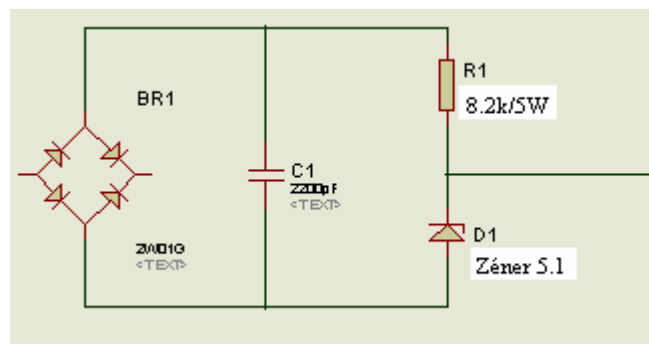 R1
8.2k/5W
BR1
C1
2200pF
<TEXT>
D1
Zéner 5.1
2W01G
<TEXT>